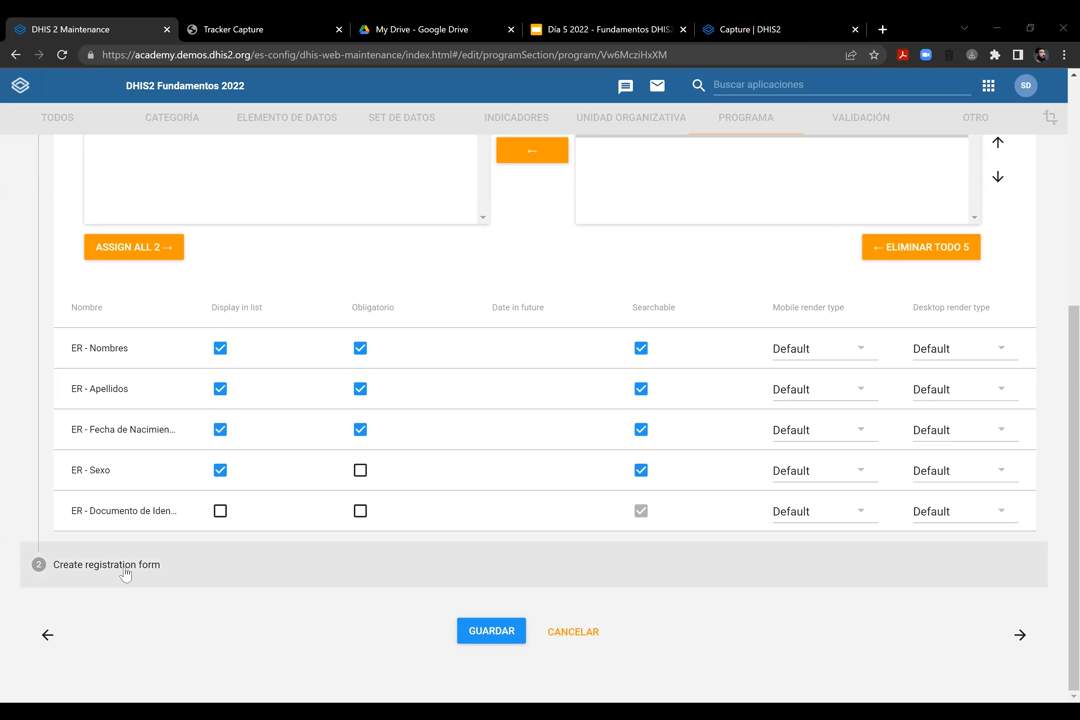 DHIS 2 Maintenance
Tracker Capture
My Drive - Google Drive
Día 5 2022 - Fundamentos DHIS2
Capture | DHIS2
https://academy.demos.dhis2.org/es-config/dhis-web-maintenance/index.html#/edit/programSection/program/Vw6McziHxXM
DHIS2 Fundamentos 2022
Buscar aplicaciones
SD
TODOS CATEGORÍA ELEMENTO DE DATOS SET DE DATOS INDICADORES UNIDAD ORGANIZATIVA PROGRAMA VALIDACIÓN OTRO
ASSIGN ALL 2 →
← ELIMINAR TODO 5
Nombre Display in list Obligatorio Date in future Searchable Mobile render type Desktop render type
ER - Nombres Default Default
ER - Apellidos Default Default
ER - Fecha de Nacimien... Default Default
ER - Sexo Default Default
ER - Documento de Iden... Default Default
2 Create registration form
GUARDAR CANCELAR